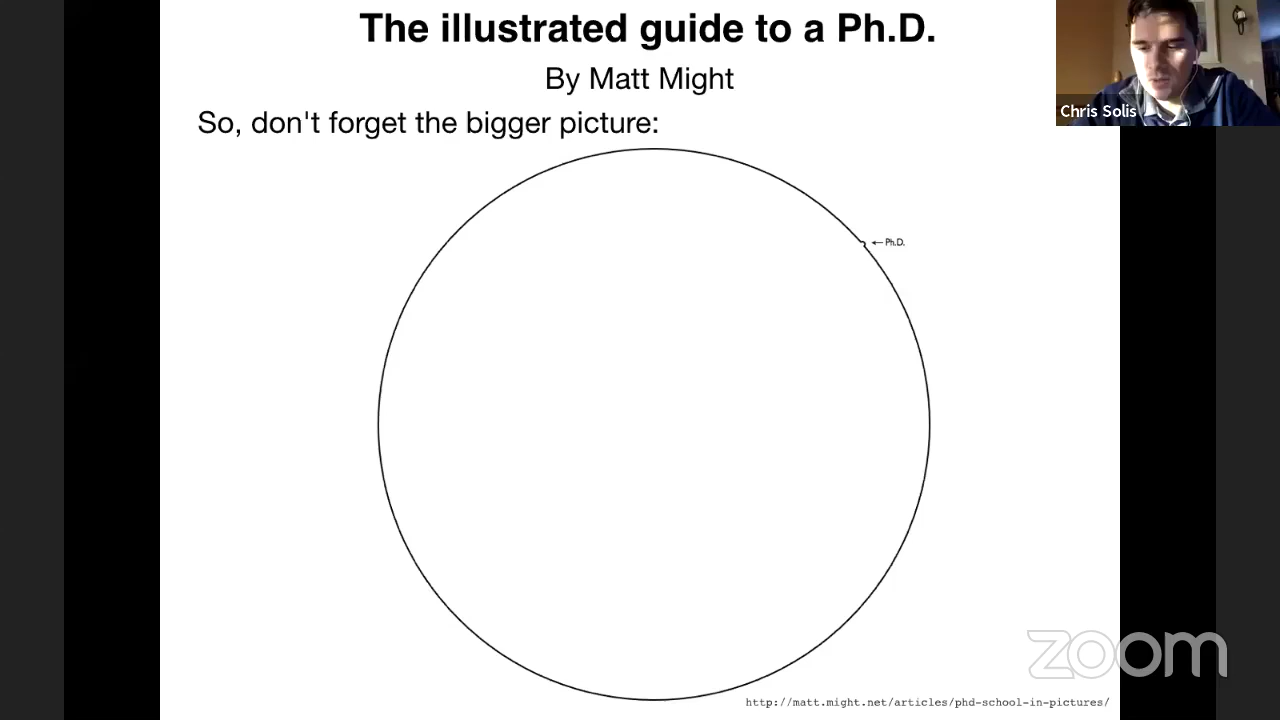 The illustrated guide to a Ph.D.
By Matt Might
So, don't forget the bigger picture:
Chris Solis
←Ph.D.
zoom
http://matt.might.net/articles/phd-school-in-pictures/